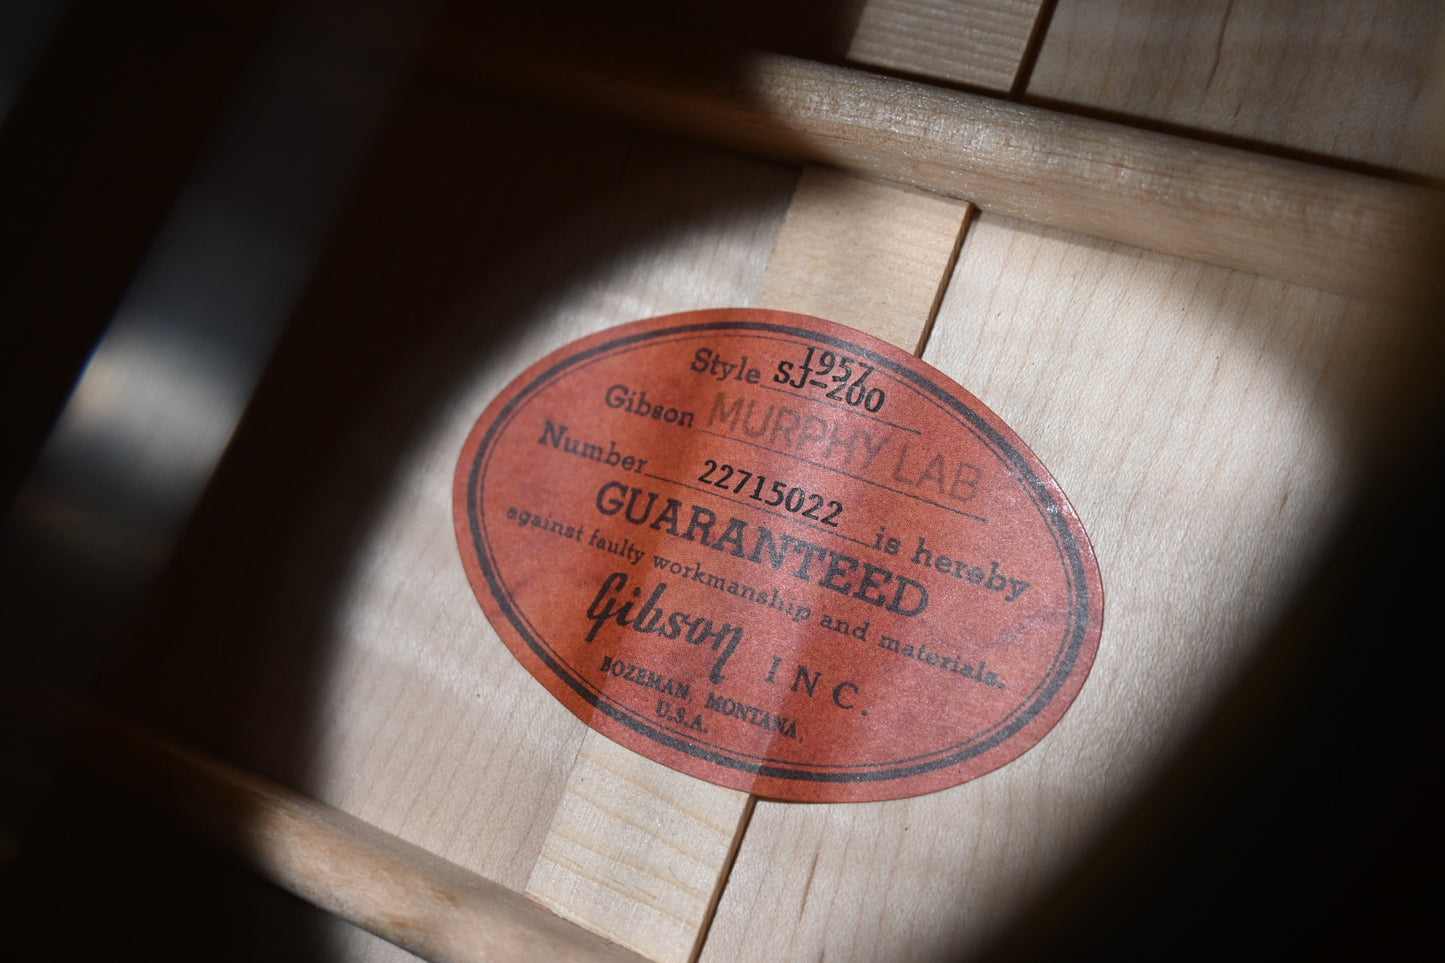 1957
Style SJ-200
Gibson MURPHY LAB
Number 22715022 is hereby
GUARANTEED
against faulty workmanship and materials.
Gibson INC.
BOZEMAN, MONTANA.
U.S.A.